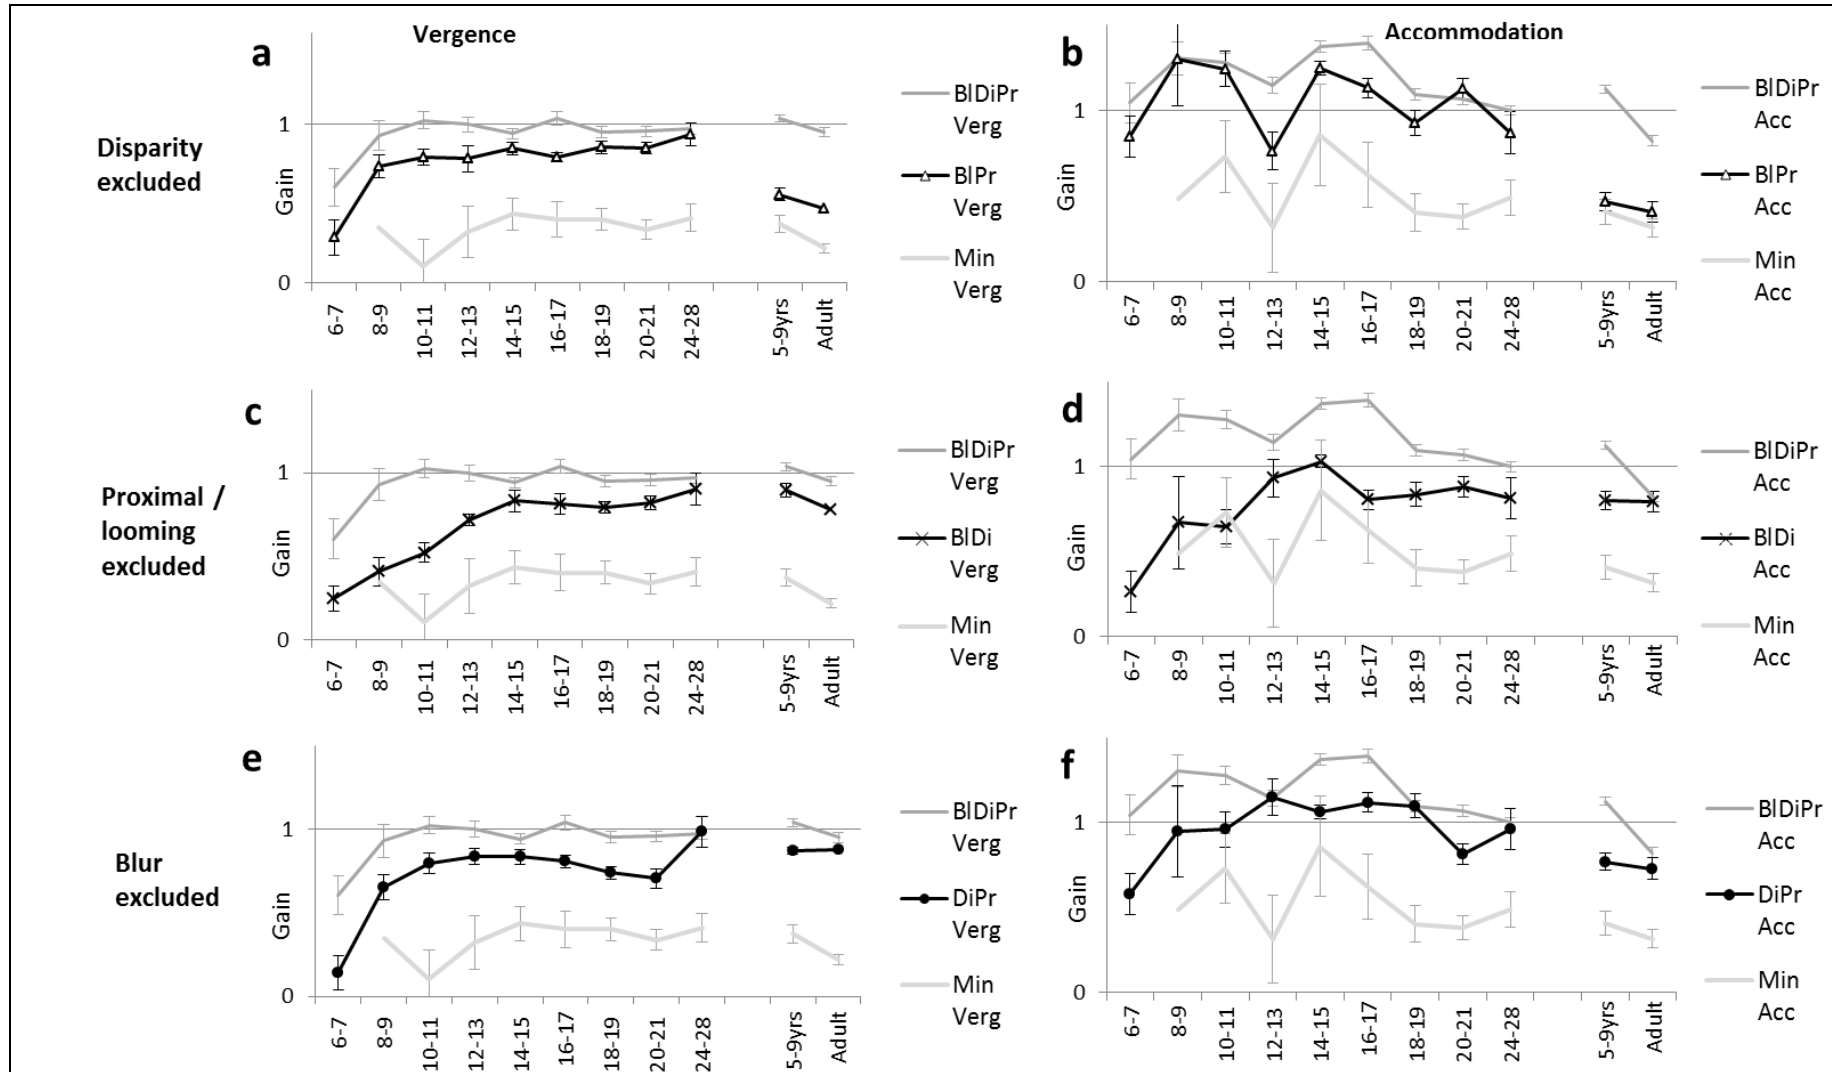 Vergence
Accommodation
Disparity
excluded
a
Gain
1
0
6-7
8-9
10-11
12-13
14-15
16-17
18-19
20-21
24-28
5-9yrs
Adult
BlDiPr
Verg
BlPr
Verg
Min
Verg
b
Gain
1
0
6-7
8-9
10-11
12-13
14-15
16-17
18-19
20-21
24-28
5-9yrs
Adult
BlDiPr
Acc
BlPr
Acc
Min
Acc
Proximal /
looming
excluded
c
Gain
1
0
6-7
8-9
10-11
12-13
14-15
16-17
18-19
20-21
24-28
5-9yrs
Adult
BlDiPr
Verg
BlDi
Verg
Min
Verg
d
Gain
1
0
6-7
8-9
10-11
12-13
14-15
16-17
18-19
20-21
24-28
5-9yrs
Adult
BlDiPr
Acc
BlDi
Acc
Min
Acc
Blur
excluded
e
Gain
1
0
6-7
8-9
10-11
12-13
14-15
16-17
18-19
20-21
24-28
5-9yrs
Adult
BlDiPr
Verg
DiPr
Verg
Min
Verg
f
Gain
1
0
6-7
8-9
10-11
12-13
14-15
16-17
18-19
20-21
24-28
5-9yrs
Adult
BlDiPr
Acc
DiPr
Acc
Min
Acc